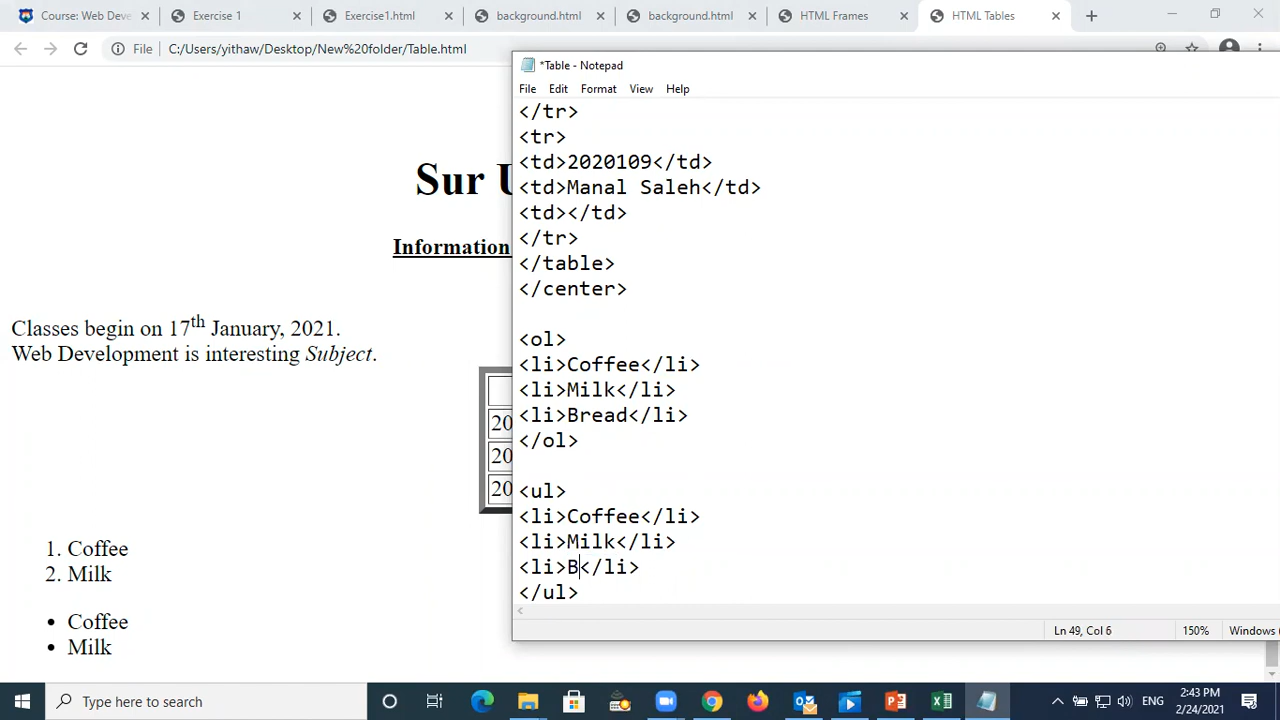 Course: Web Deve
Exercise 1
Exercise1.html
background.html
background.html
HTML Frames
HTML Tables
File
C:/Users/yithaw/Desktop/New%20folder/Table.html
*Table - Notepad
File Edit Format View Help
Sur U
Information
Classes begin on 17th January, 2021.
Web Development is interesting Subject.
20
20
20
1. Coffee
2. Milk
• Coffee
• Milk
</tr>
<tr>
<td>2020109</td>
<td>Manal Saleh</td>
<td></td>
</tr>
</table>
</center>
<ol>
<li>Coffee</li>
<li>Milk</li>
<li>Bread</li>
</ol>
<ul>
<li>Coffee</li>
<li>Milk</li>
<li>B</li>
</ul>
Ln 49, Col 6
150%
Windows (
Type here to search
ENG
2:43 PM
2/24/2021